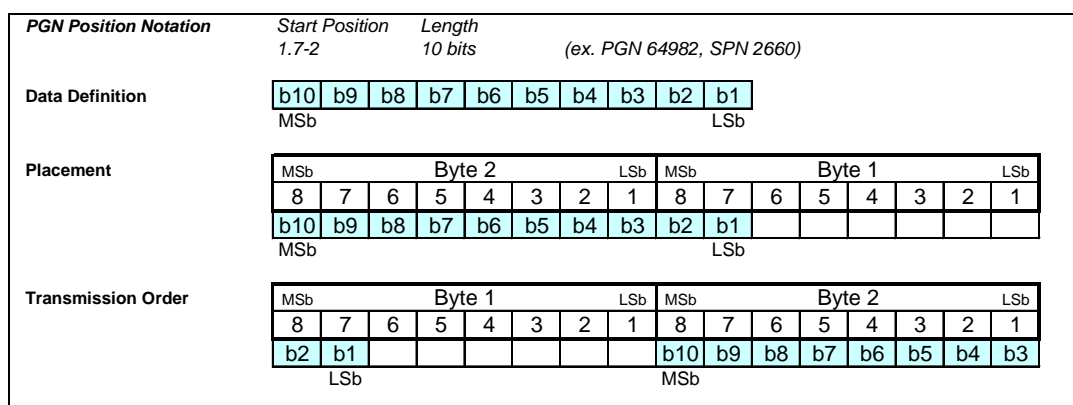 PGN Position Notation Start Position Length
1.7-2 10 bits (ex. PGN 64982, SPN 2660)
Data Definition b10 b9 b8 b7 b6 b5 b4 b3 b2 b1
MSb LSb
Placement MSb Byte 2 LSb MSb Byte 1 LSb
8 7 6 5 4 3 2 1 8 7 6 5 4 3 2 1
b10 b9 b8 b7 b6 b5 b4 b3 b2 b1
MSb LSb
Transmission Order MSb Byte 1 LSb MSb Byte 2 LSb
8 7 6 5 4 3 2 1 8 7 6 5 4 3 2 1
b2 b1 b10 b9 b8 b7 b6 b5 b4 b3
LSb MSb